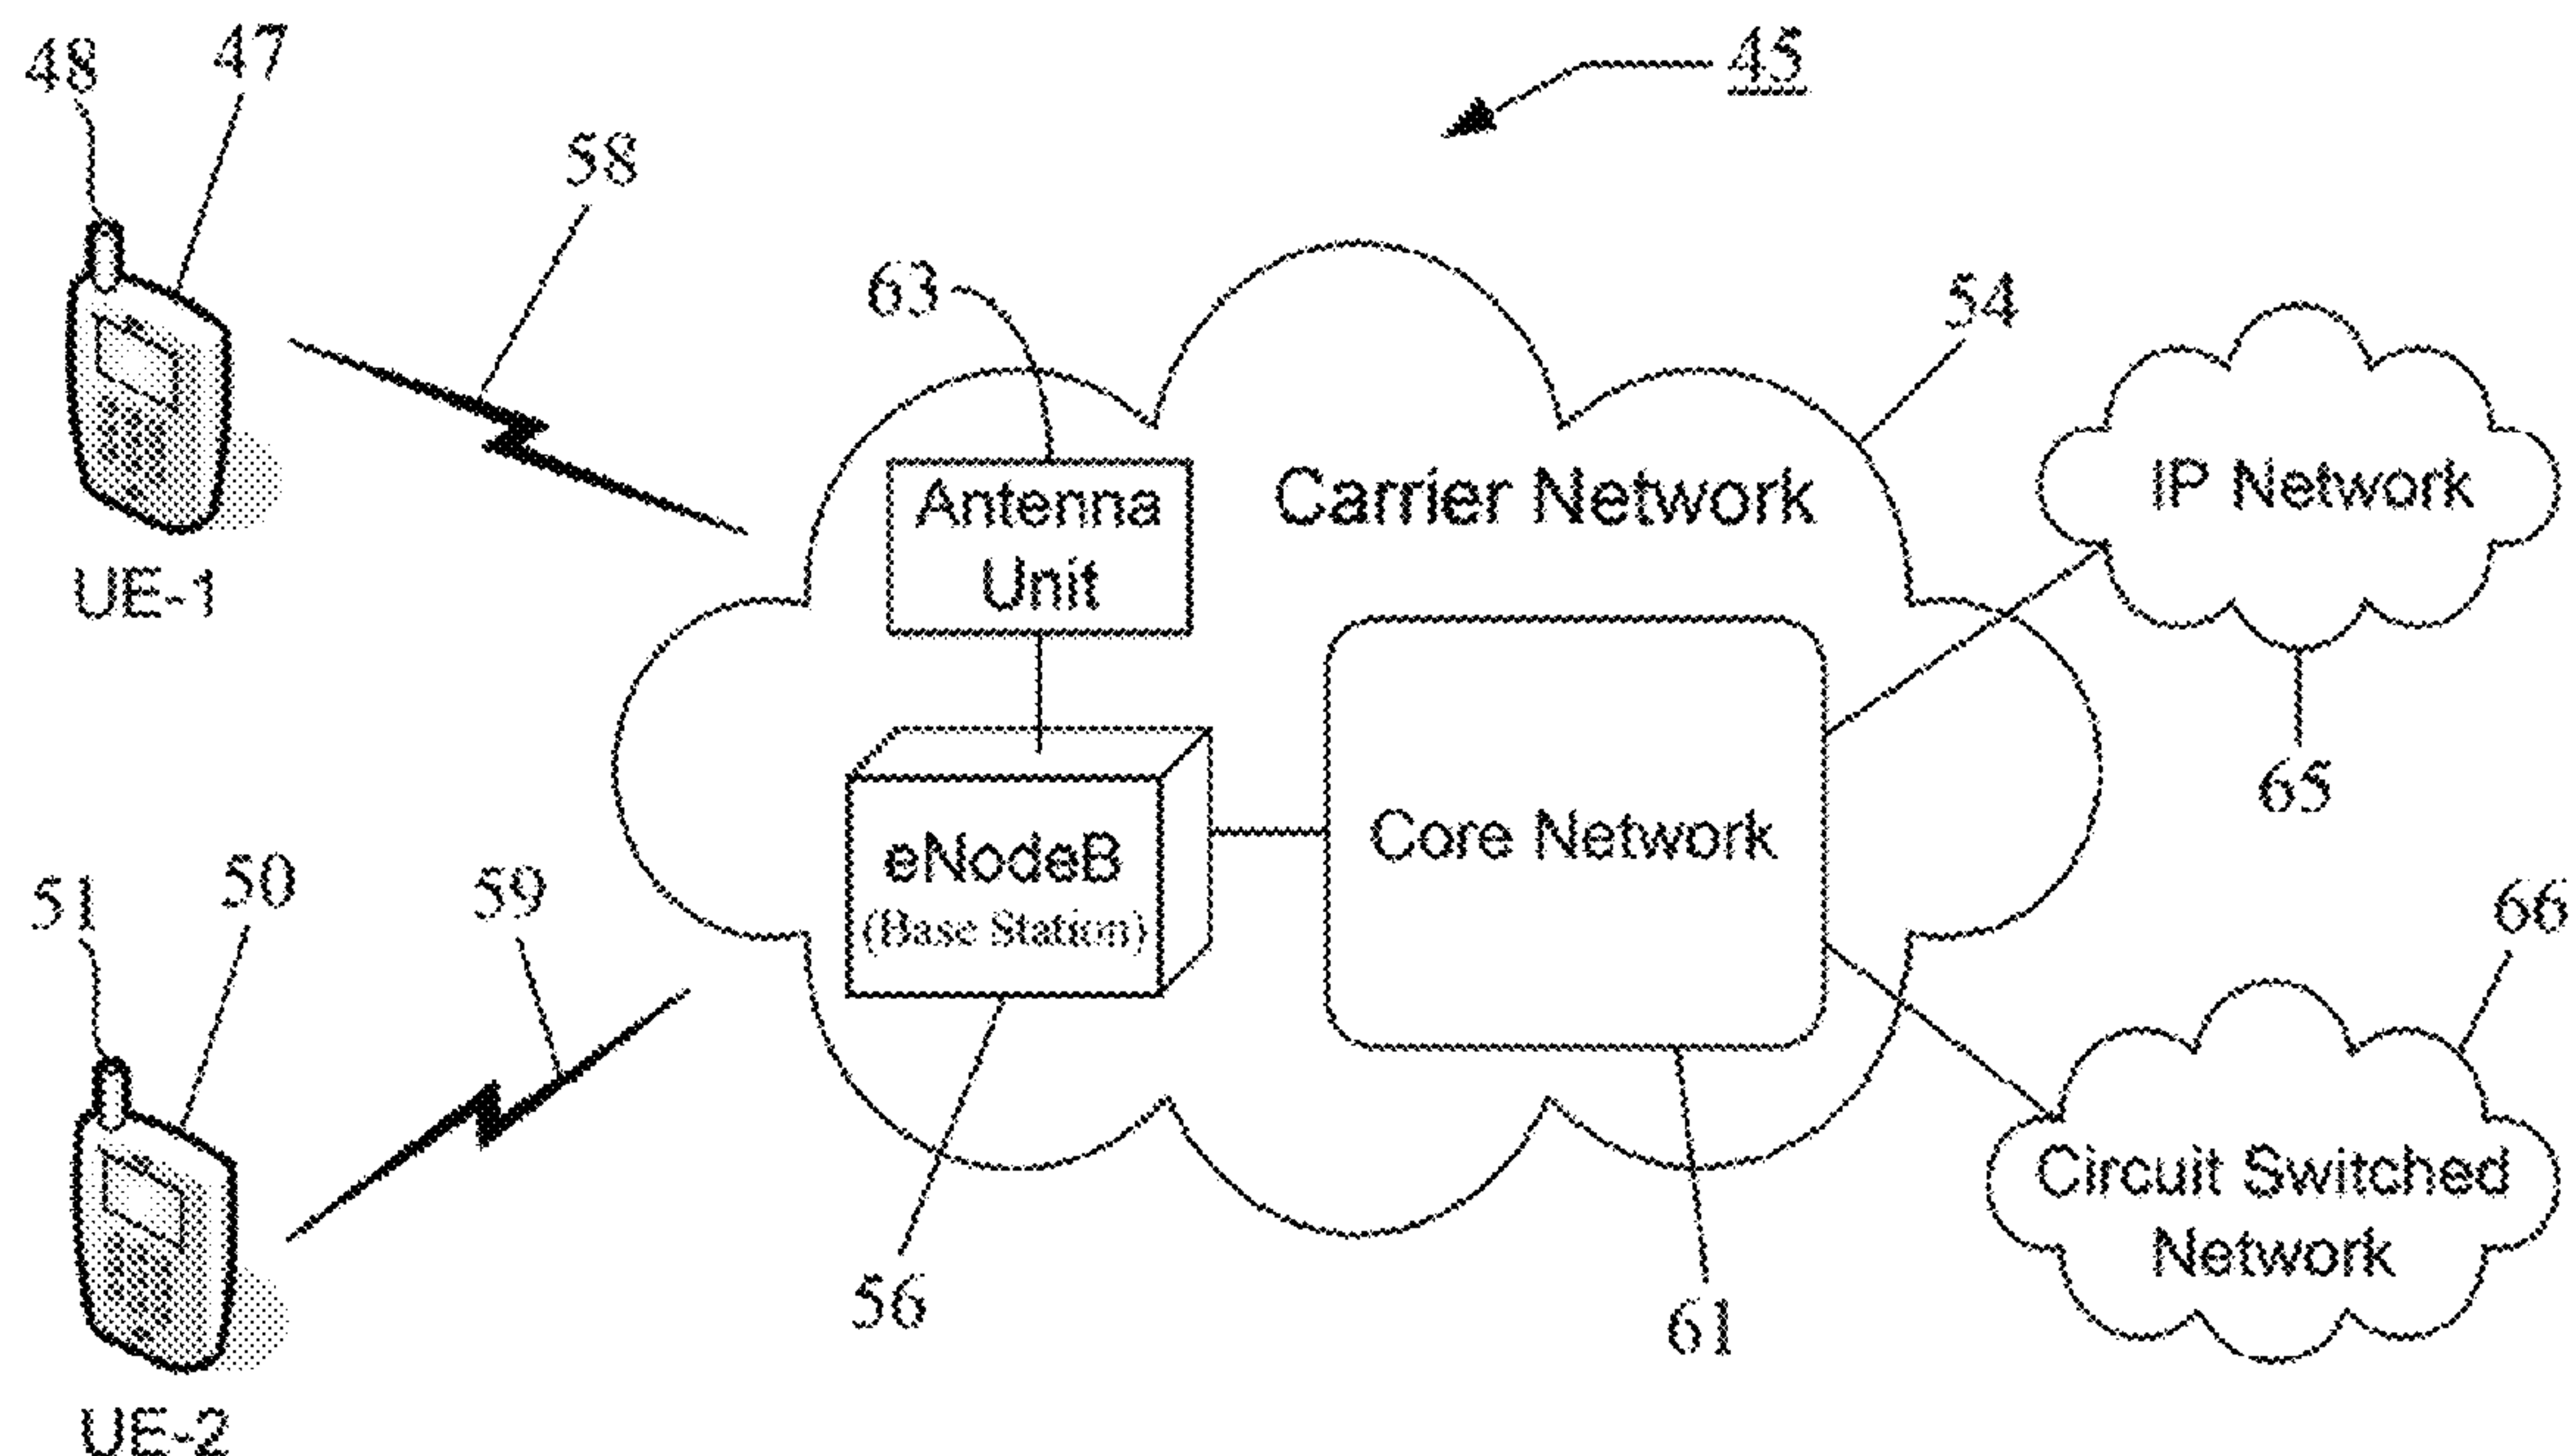 48
47
45
58
63
54
Antenna
Unit
Carrier Network
IP Network
UE-1
65
eNodeB
(Base Station)
Core Network
51
50
59
66
Circuit Switched
Network
56
61
UE-2